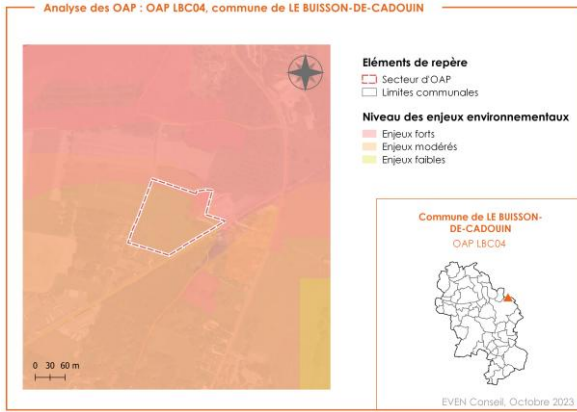 Analyse des OAP : OAP LBC04, commune de LE BUISSON-DE-CADOUIN
Eléments de repère
Secteur d'OAP
Limites communales
Niveau des enjeux environnementaux
Enjeux forts
Enjeux modérés
Enjeux faibles
Commune de LE BUISSON-
DE-CADOUIN
OAP LBC04
0 30 60 m
EVEN Conseil, Octobre 2023